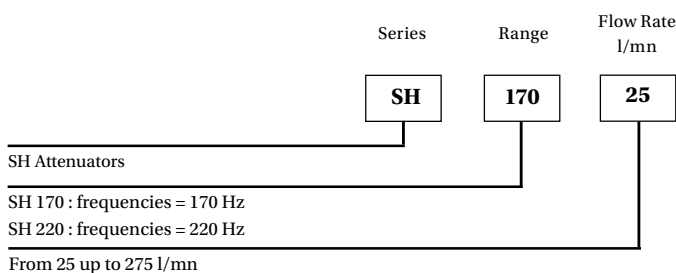 Series Range Flow Rate
l/mn
SH 170 25
SH Attenuators
SH 170 : frequencies = 170 Hz
SH 220 : frequencies = 220 Hz
From 25 up to 275 l/mn